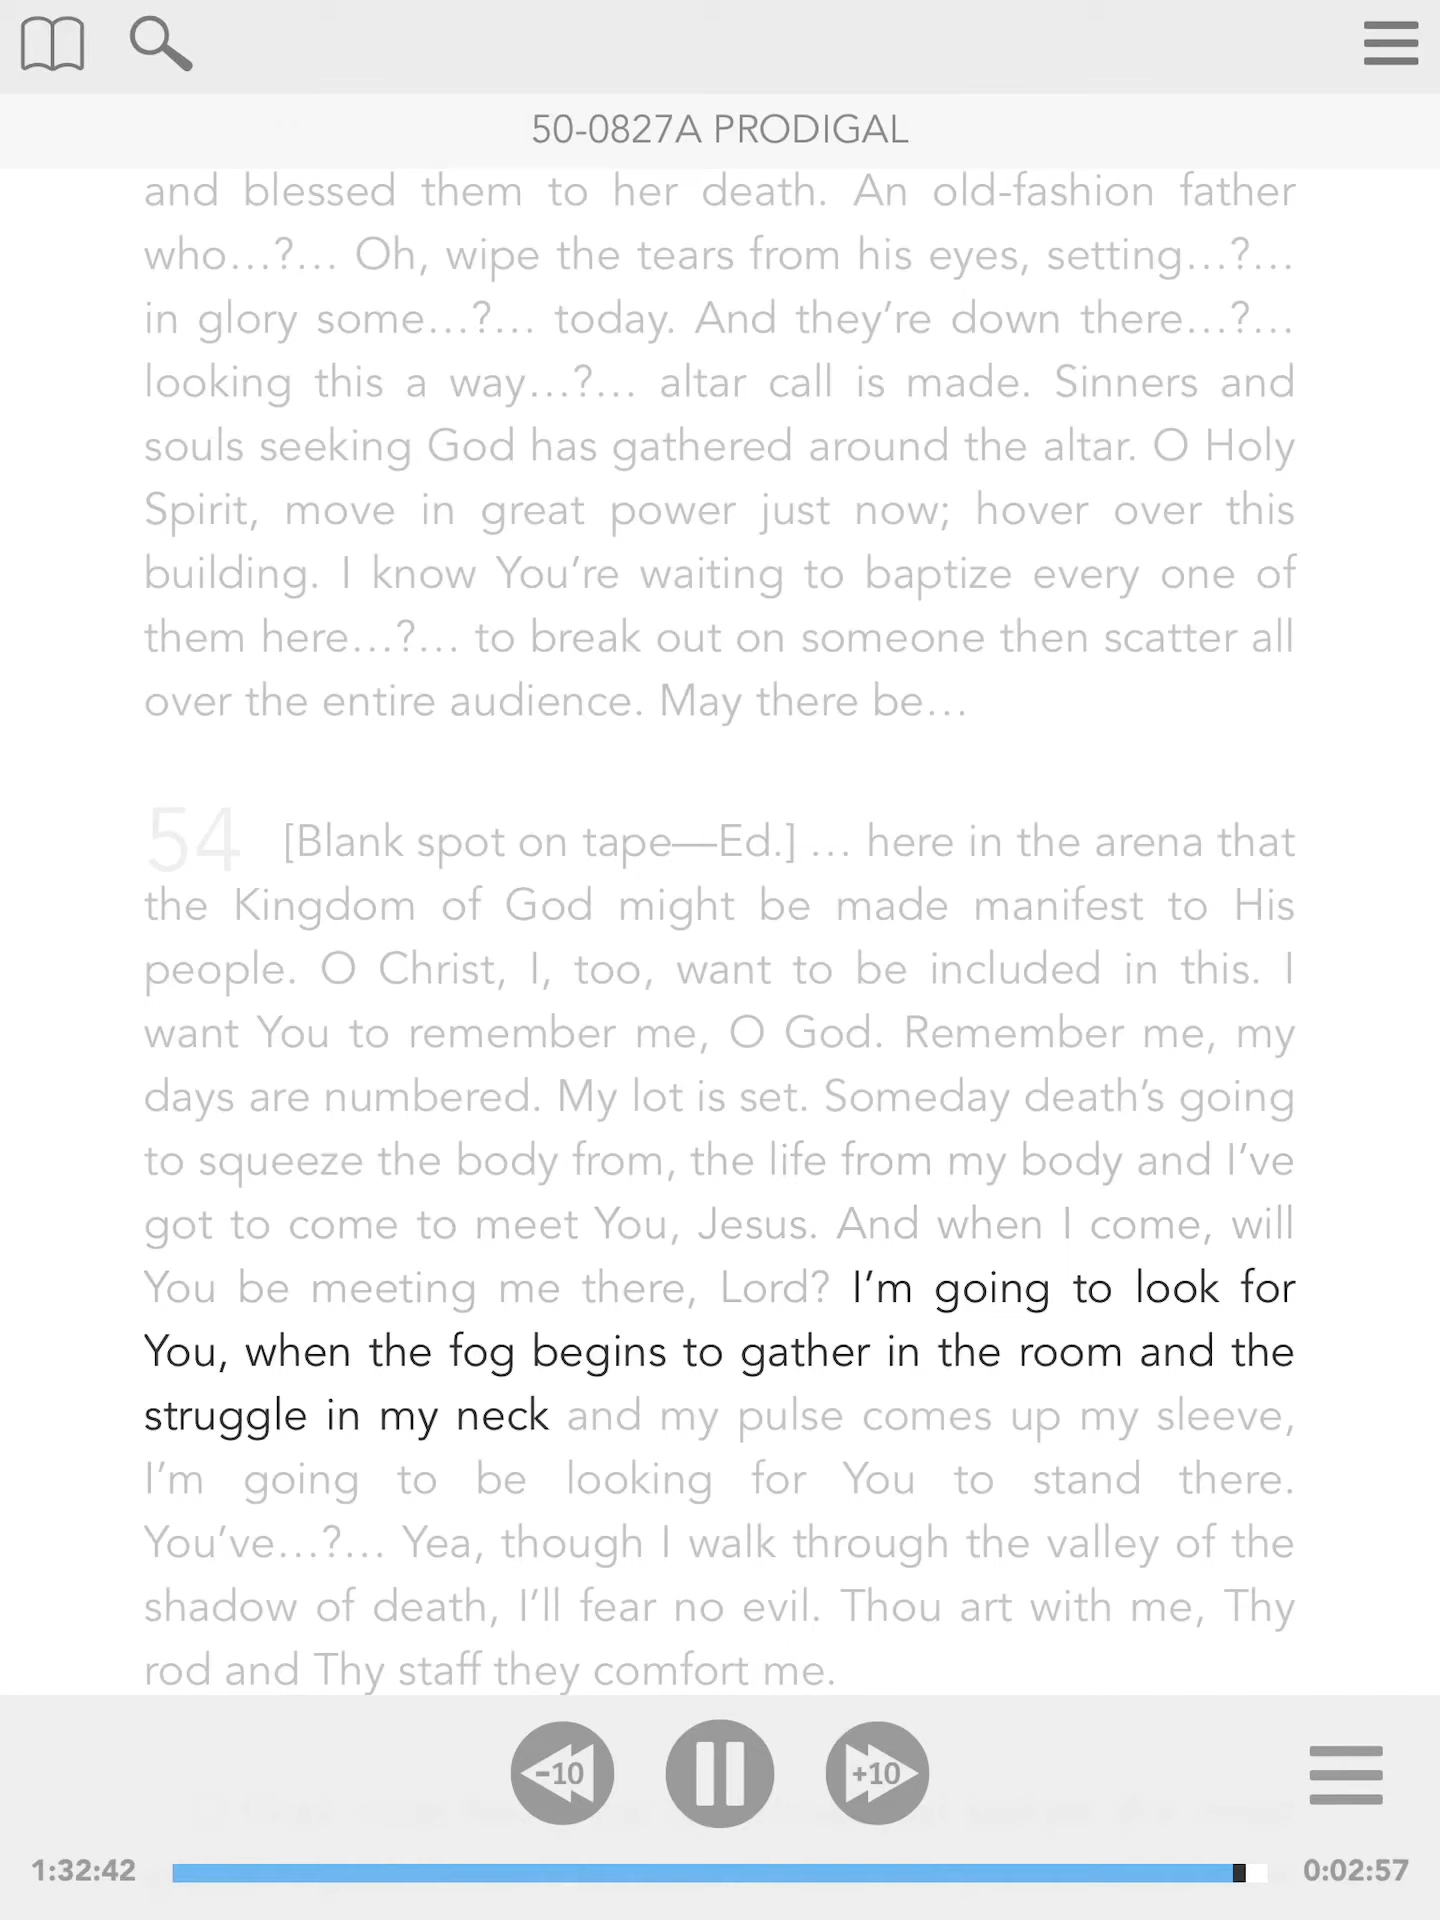 50-0827A PRODIGAL
and blessed them to her death. An old-fashion father
who…?… Oh, wipe the tears from his eyes, setting…?…
in glory some…?… today. And they’re down there…?…
looking this a way…?… altar call is made. Sinners and
souls seeking God has gathered around the altar. O Holy
Spirit, move in great power just now; hover over this
building. I know You’re waiting to baptize every one of
them here…?… to break out on someone then scatter all
over the entire audience. May there be…
54 [Blank spot on tape—Ed.] … here in the arena that
the Kingdom of God might be made manifest to His
people. O Christ, I, too, want to be included in this. I
want You to remember me, O God. Remember me, my
days are numbered. My lot is set. Someday death’s going
to squeeze the body from, the life from my body and I’ve
got to come to meet You, Jesus. And when I come, will
You be meeting me there, Lord? I’m going to look for
You, when the fog begins to gather in the room and the
struggle in my neck and my pulse comes up my sleeve,
I’m going to be looking for You to stand there.
You’ve…?… Yea, though I walk through the valley of the
shadow of death, I’ll fear no evil. Thou art with me, Thy
rod and Thy staff they comfort me.
-10 +10
1:32:42 0:02:57